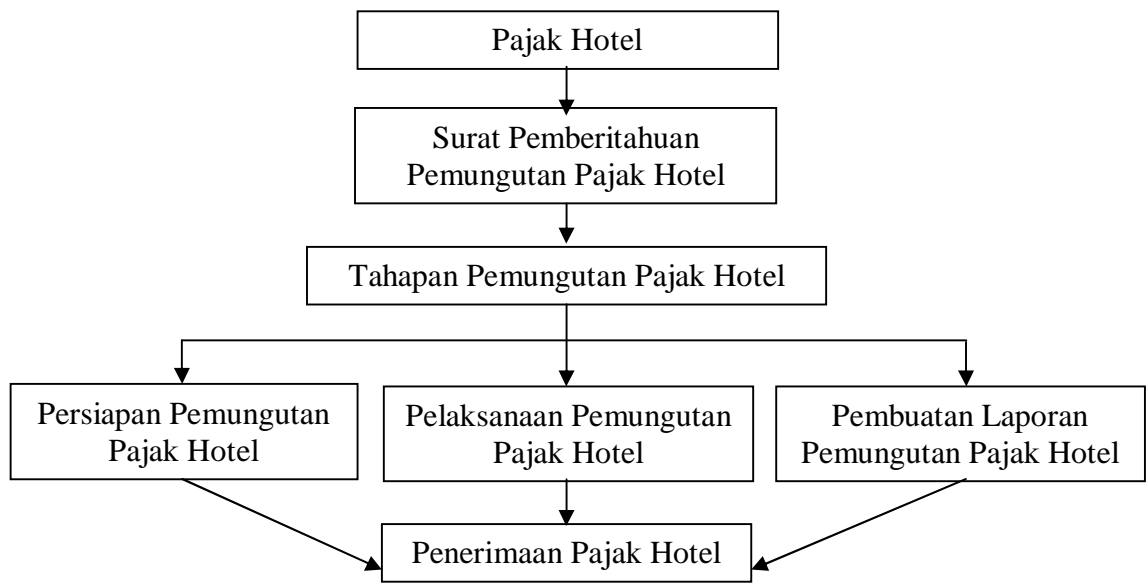 Pajak Hotel
Surat Pemberitahuan
Pemungutan Pajak Hotel
Tahapan Pemungutan Pajak Hotel
Persiapan Pemungutan
Pajak Hotel
Pelaksanaan Pemungutan
Pajak Hotel
Pembuatan Laporan
Pemungutan Pajak Hotel
Penerimaan Pajak Hotel